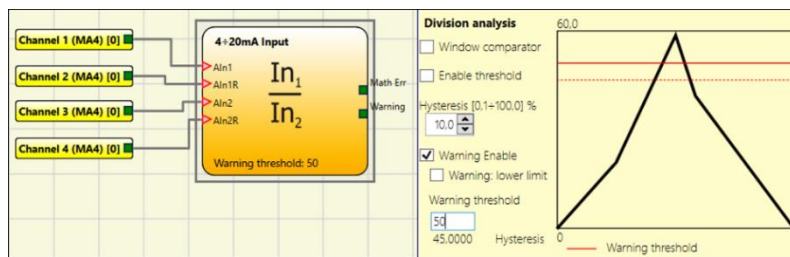 Channel 1 (MA4) [0]
Channel 2 (MA4) [0]
Channel 3 (MA4) [0]
Channel 4 (MA4) [0]
4÷20mA Input
AIn1
AIn1R
AIn2
AIn2R
In1
In2
Math Err
Warning
Warning threshold: 50
Division analysis
Window comparator
Enable threshold
Hysteresis [0.1÷100.0] %
10,0
Warning Enable
Warning: lower limit
Warning threshold
50
45.0000 Hysteresis
60,0
0
Warning threshold